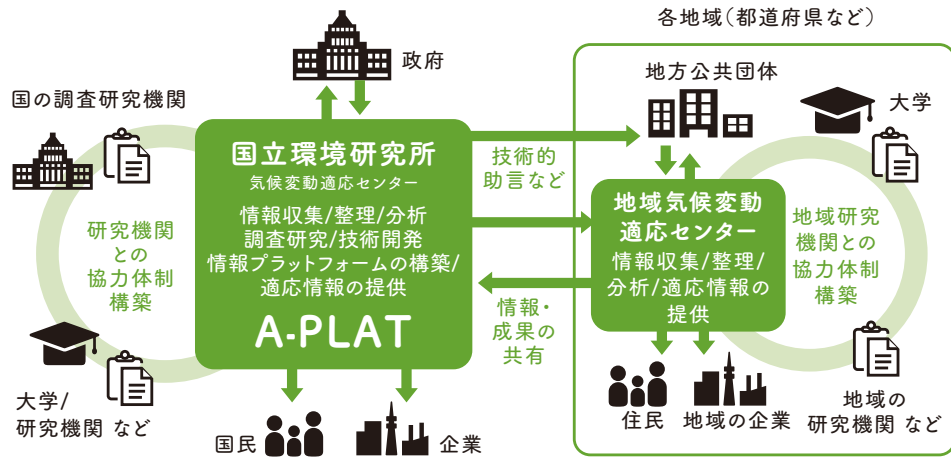 各地域（都道府県など）
政府
地方公共団体
国の調査研究機関
大学
国立環境研究所
気候変動適応センター
情報収集/整理/分析
調査研究/技術開発
情報プラットフォームの構築/
適応情報の提供
A-PLAT
技術的
助言など
地域気候変動
適応センター
情報収集/整理/
分析/適応情報の
提供
研究機関
との
協力体制
構築
地域研究
機関との
協力体制
構築
情報・
成果の
共有
大学/
研究機関 など
国民
企業
住民
地域の企業
地域の
研究機関 など